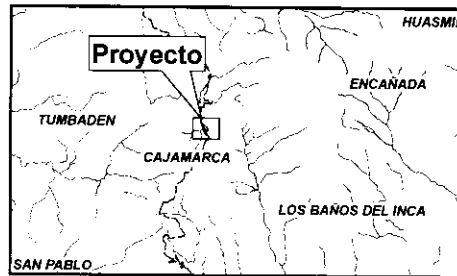 HUASMI
Proyecto
ENCAÑADA
TUMBADEN
CAJAMARCA
LOS BAÑOS DEL INCA
SAN PABLO